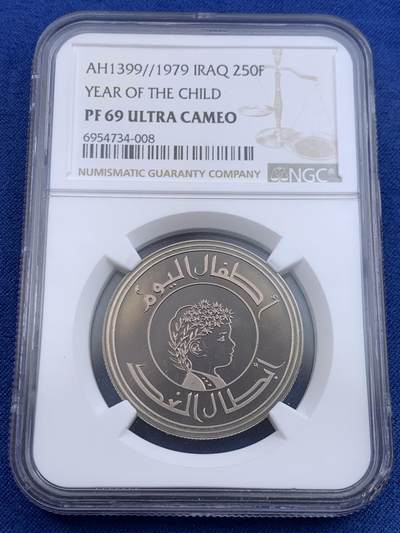 AH1399//1979 IRAQ 250F
YEAR OF THE CHILD
PF 69 ULTRA CAMEO
6954734-008
NUMISMATIC GUARANTY COMPANY
NGC
أطفال اليوم
أبطال الغد